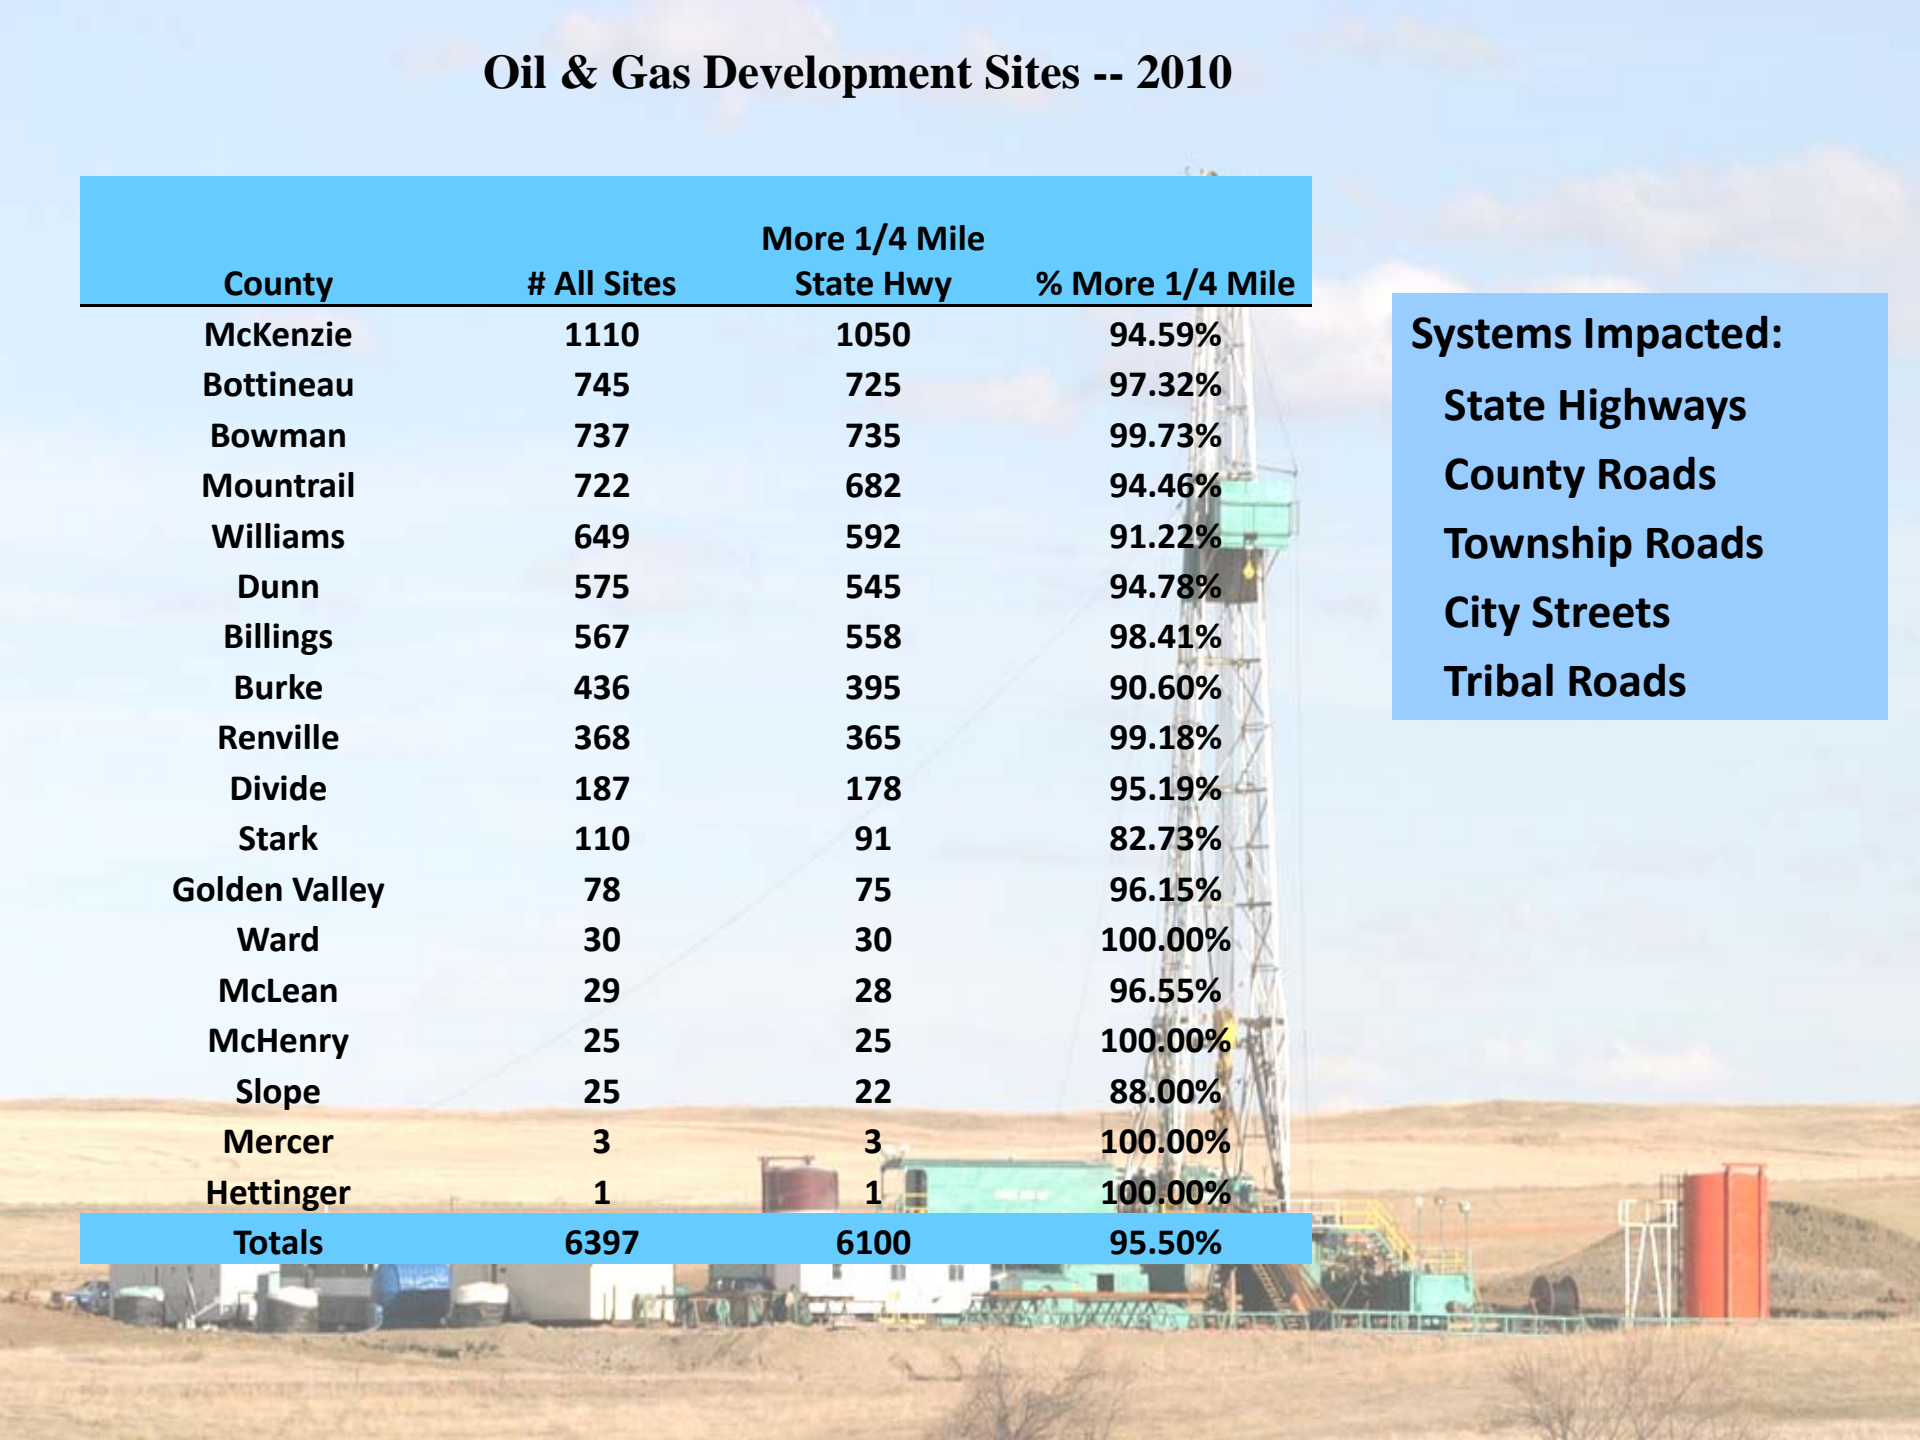 Oil & Gas Development Sites -- 2010
More 1/4 Mile
County # All Sites State Hwy % More 1/4 Mile
McKenzie 1110 1050 94.59%
Bottineau 745 725 97.32%
Bowman 737 735 99.73%
Mountrail 722 682 94.46%
Williams 649 592 91.22%
Dunn 575 545 94.78%
Billings 567 558 98.41%
Burke 436 395 90.60%
Renville 368 365 99.18%
Divide 187 178 95.19%
Stark 110 91 82.73%
Golden Valley 78 75 96.15%
Ward 30 30 100.00%
McLean 29 28 96.55%
McHenry 25 25 100.00%
Slope 25 22 88.00%
Mercer 3 3 100.00%
Hettinger 1 1 100.00%
Totals 6397 6100 95.50%
Systems Impacted:
State Highways
County Roads
Township Roads
City Streets
Tribal Roads